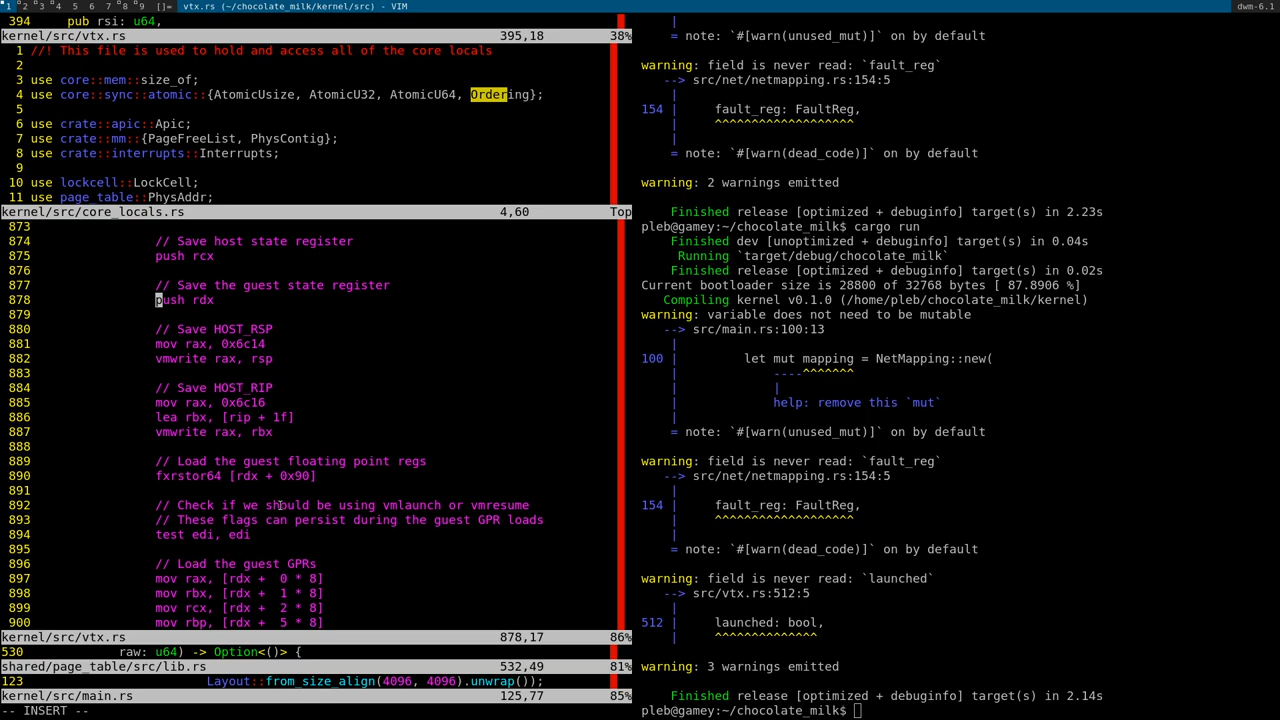 1 2 3 4 5 6 7 8 9 []= vtx.rs (~/chocolate_milk/kernel/src) - VIM dwm-6.1
394     pub rsi: u64,
kernel/src/vtx.rs 395,18 38%
1 //! This file is used to hold and access all of the core locals
2
3 use core::mem::size_of;
4 use core::sync::atomic::{AtomicUsize, AtomicU32, AtomicU64, Ordering};
5
6 use crate::apic::Apic;
7 use crate::mm::{PageFreeList, PhysContig};
8 use crate::interrupts::Interrupts;
9
10 use lockcell::LockCell;
11 use page_table::PhysAddr;
kernel/src/core_locals.rs 4,60 Top
873
874 // Save host state register
875 push rcx
876
877 // Save the guest state register
878 push rdx
879
880 // Save HOST_RSP
881 mov rax, 0x6c14
882 vmwrite rax, rsp
883
884 // Save HOST_RIP
885 mov rax, 0x6c16
886 lea rbx, [rip + 1f]
887 vmwrite rax, rbx
888
889 // Load the guest floating point regs
890 fxrstor64 [rdx + 0x90]
891
892 // Check if we should be using vmlaunch or vmresume
893 // These flags can persist during the guest GPR loads
894 test edi, edi
895
896 // Load the guest GPRs
897 mov rax, [rdx +  0 * 8]
898 mov rbx, [rdx +  1 * 8]
899 mov rcx, [rdx +  2 * 8]
900 mov rbp, [rdx +  5 * 8]
kernel/src/vtx.rs 878,17 86%
530 raw: u64) -> Option<()> {
shared/page_table/src/lib.rs 532,49 81%
123 Layout::from_size_align(4096, 4096).unwrap());
kernel/src/main.rs 125,77 85%
-- INSERT --
|
= note: `#[warn(unused_mut)]` on by default
warning: field is never read: `fault_reg`
--> src/net/netmapping.rs:154:5
|
154 |     fault_reg: FaultReg,
|     ^^^^^^^^^^^^^^^^^^^
|
= note: `#[warn(dead_code)]` on by default
warning: 2 warnings emitted
Finished release [optimized + debuginfo] target(s) in 2.23s
pleb@gamey:~/chocolate_milk$ cargo run
Finished dev [unoptimized + debuginfo] target(s) in 0.04s
Running `target/debug/chocolate_milk`
Finished release [optimized + debuginfo] target(s) in 0.02s
Current bootloader size is 28800 of 32768 bytes [ 87.8906 %]
Compiling kernel v0.1.0 (/home/pleb/chocolate_milk/kernel)
warning: variable does not need to be mutable
--> src/main.rs:100:13
|
100 |         let mut mapping = NetMapping::new(
|             ----^^^^^^^
|             |
|             help: remove this `mut`
|
= note: `#[warn(unused_mut)]` on by default
warning: field is never read: `fault_reg`
--> src/net/netmapping.rs:154:5
|
154 |     fault_reg: FaultReg,
|     ^^^^^^^^^^^^^^^^^^^
|
= note: `#[warn(dead_code)]` on by default
warning: field is never read: `launched`
--> src/vtx.rs:512:5
|
512 |     launched: bool,
|     ^^^^^^^^^^^^^^
warning: 3 warnings emitted
Finished release [optimized + debuginfo] target(s) in 2.14s
pleb@gamey:~/chocolate_milk$